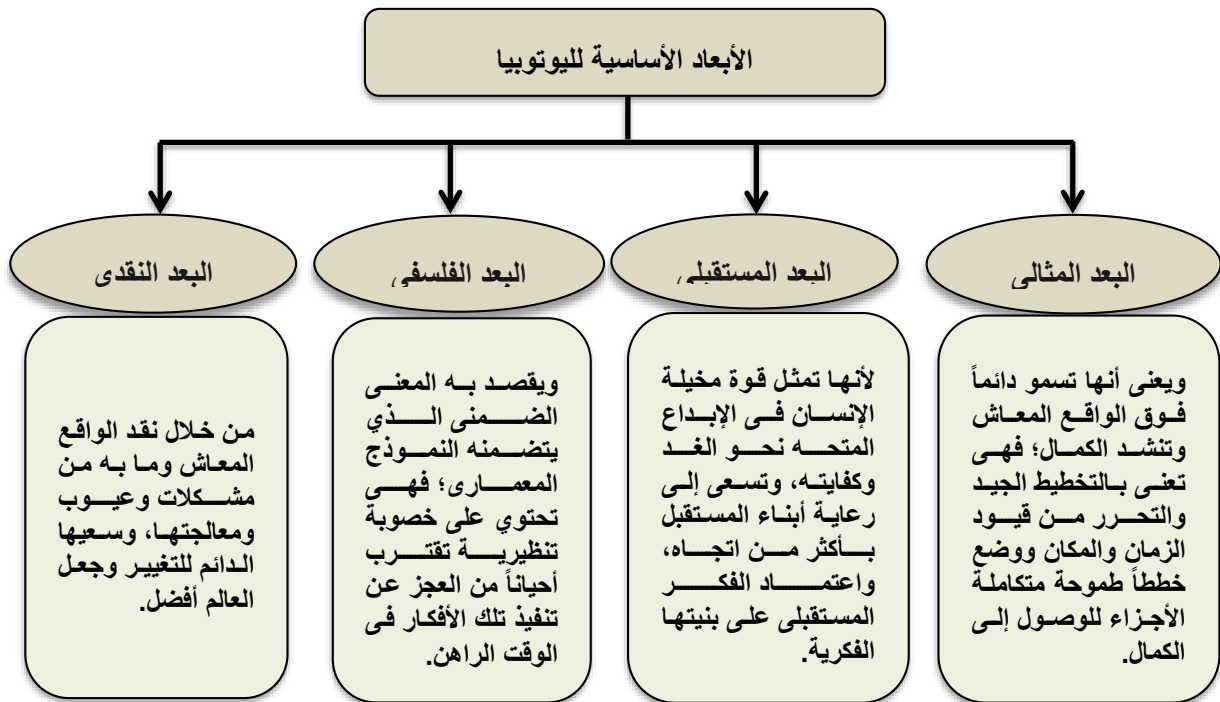 الأبعاد الأساسية لليوتوبيا
البعد المثالى
ويعنى أنها تسمو دائماً
فوق الواقع المعاش
وتنشد الكمال؛ فهى
تعنى بالتخطيط الجيد
والتحرر من قيود
الزمان والمكان ووضع
خططاً طموحة متكاملة
الأجزاء للوصول إلى
الكمال.
البعد المستقبلى
لأنها تمثل قوة مخيلة
الإنسان فى الإبداع
المتجه نحو الغد
وكفايته، وتسعى إلى
رعاية أبناء المستقبل
بأكثر من اتجاه،
واعتماد الفكر
المستقبلى على بنيتها
الفكرية.
البعد الفلسفى
ويقصد به المعنى
الضمنى الذي
يتضمنه النموذج
المعمارى؛ فهى
تحتوي على خصوبة
تنظيرية تقترب
أحياناً من العجز عن
تنفيذ تلك الأفكار فى
الوقت الراهن.
البعد النقدى
من خلال نقد الواقع
المعاش وما به من
مشكلات وعيوب
ومعالجتها، وسعيها
الدائم للتغيير وجعل
العالم أفضل.